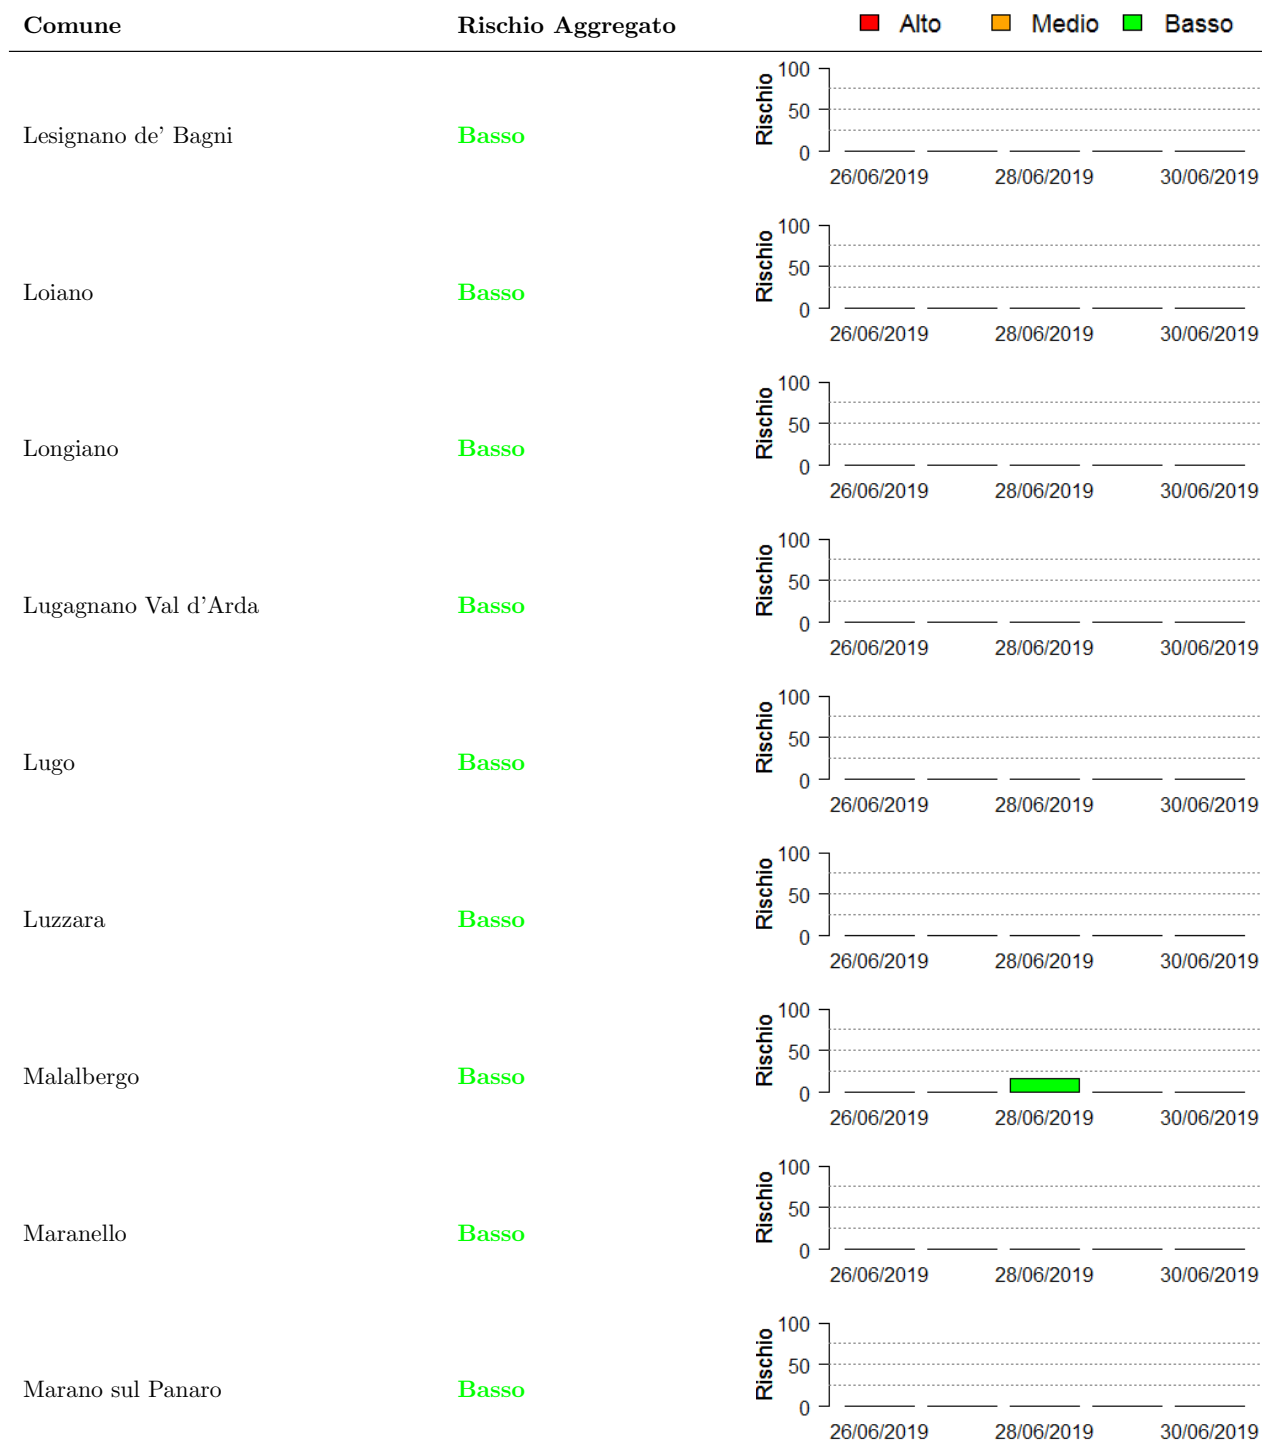 Comune Rischio Aggregato Alto Medio Basso
Lesignano de' Bagni Basso
Rischio
100
50
0
26/06/2019 28/06/2019 30/06/2019
Loiano Basso
Rischio
100
50
0
26/06/2019 28/06/2019 30/06/2019
Longiano Basso
Rischio
100
50
0
26/06/2019 28/06/2019 30/06/2019
Lugagnano Val d'Arda Basso
Rischio
100
50
0
26/06/2019 28/06/2019 30/06/2019
Lugo Basso
Rischio
100
50
0
26/06/2019 28/06/2019 30/06/2019
Luzzara Basso
Rischio
100
50
0
26/06/2019 28/06/2019 30/06/2019
Malalbergo Basso
Rischio
100
50
0
26/06/2019 28/06/2019 30/06/2019
Maranello Basso
Rischio
100
50
0
26/06/2019 28/06/2019 30/06/2019
Marano sul Panaro Basso
Rischio
100
50
0
26/06/2019 28/06/2019 30/06/2019